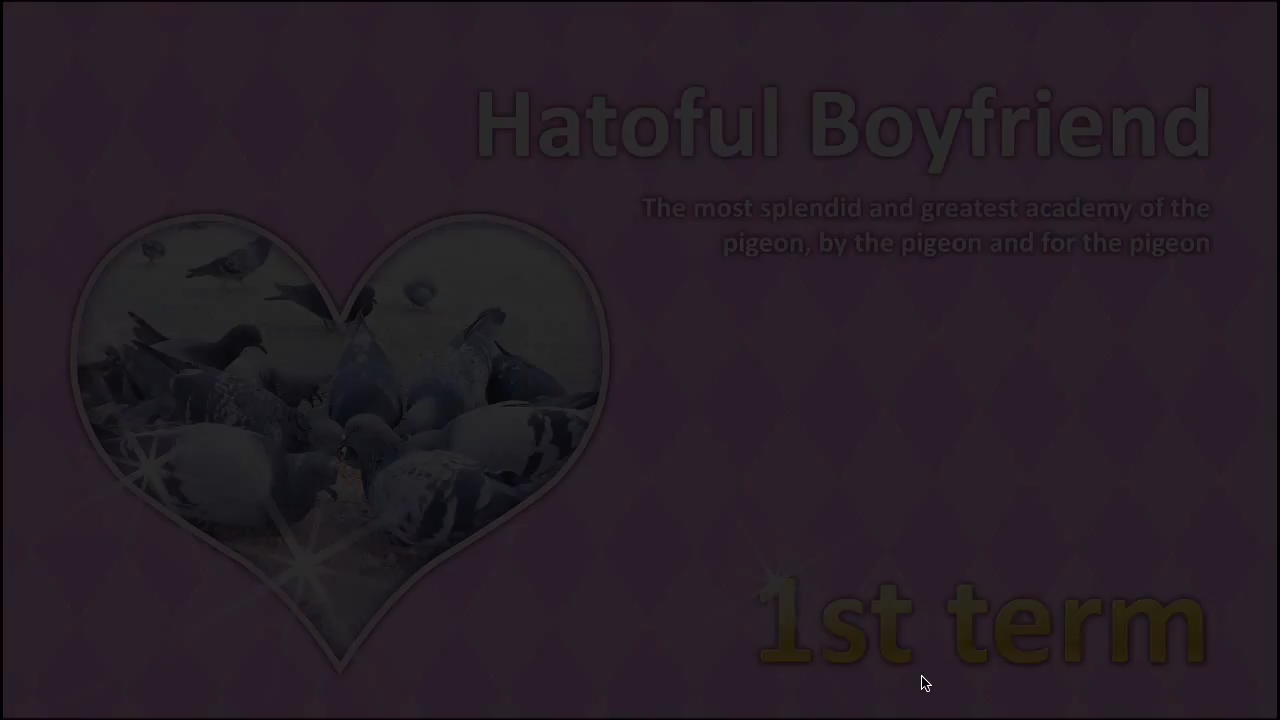 Hatoful Boyfriend
The most splendid and greatest academy of the
pigeon, by the pigeon and for the pigeon
1st term